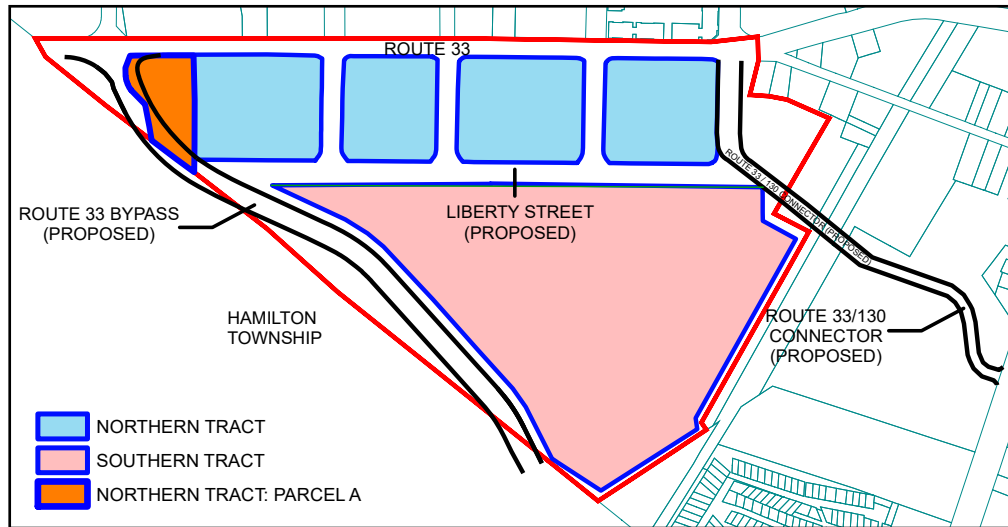 ROUTE 33
ROUTE 33 / 130 CONNECTOR (PROPOSED)
ROUTE 33 BYPASS
(PROPOSED)
LIBERTY STREET
(PROPOSED)
HAMILTON
TOWNSHIP
ROUTE 33/130
CONNECTOR
(PROPOSED)
NORTHERN TRACT
SOUTHERN TRACT
NORTHERN TRACT: PARCEL A